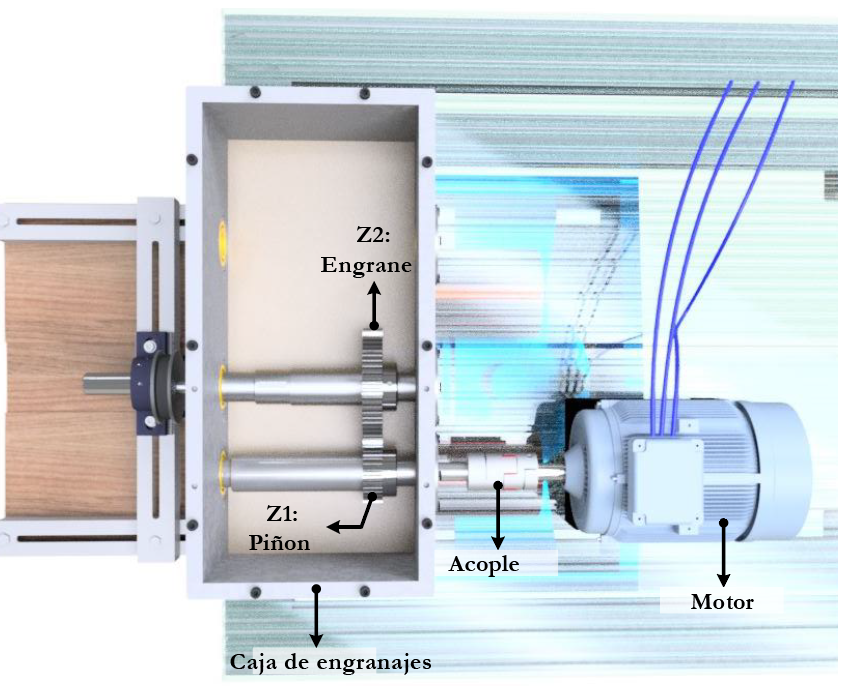 Z2:
Engrane
Z1:
Piñon
Acople
Motor
Caja de engranajes